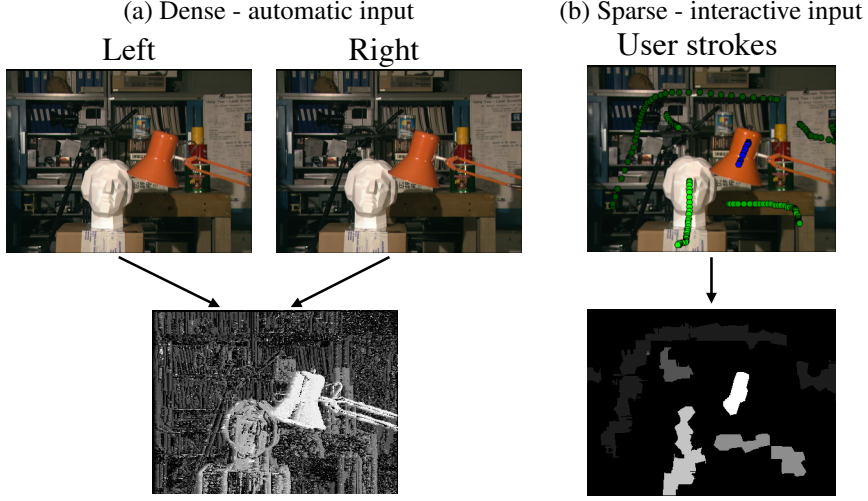 (a) Dense - automatic input
(b) Sparse - interactive input
Left
Right
User strokes